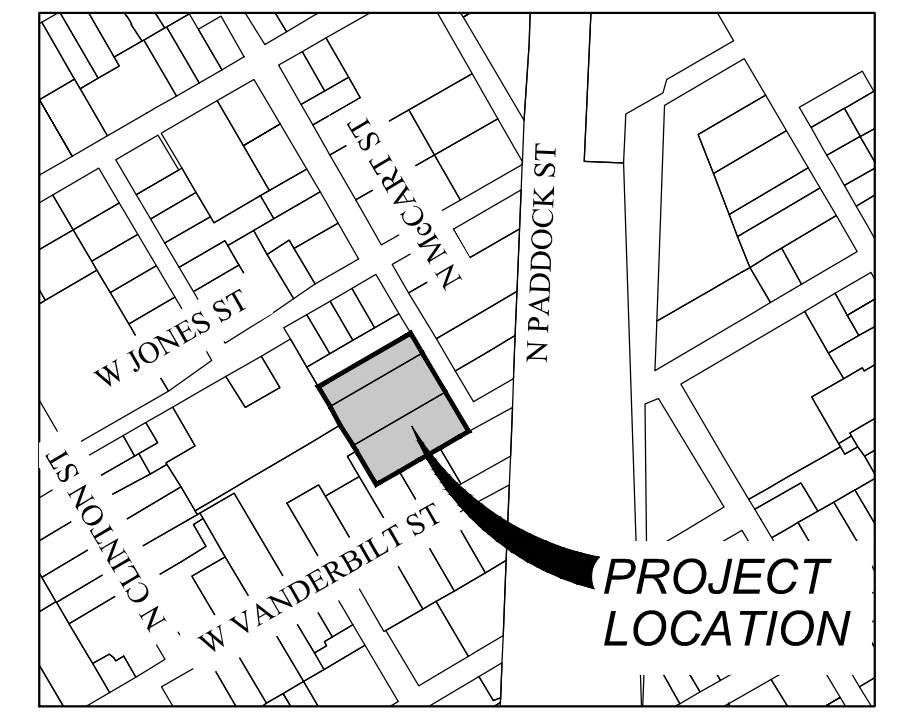 N McCART ST
N PADDOCK ST
W JONES ST
N CLINTON ST
W VANDERBILT ST
PROJECT
LOCATION